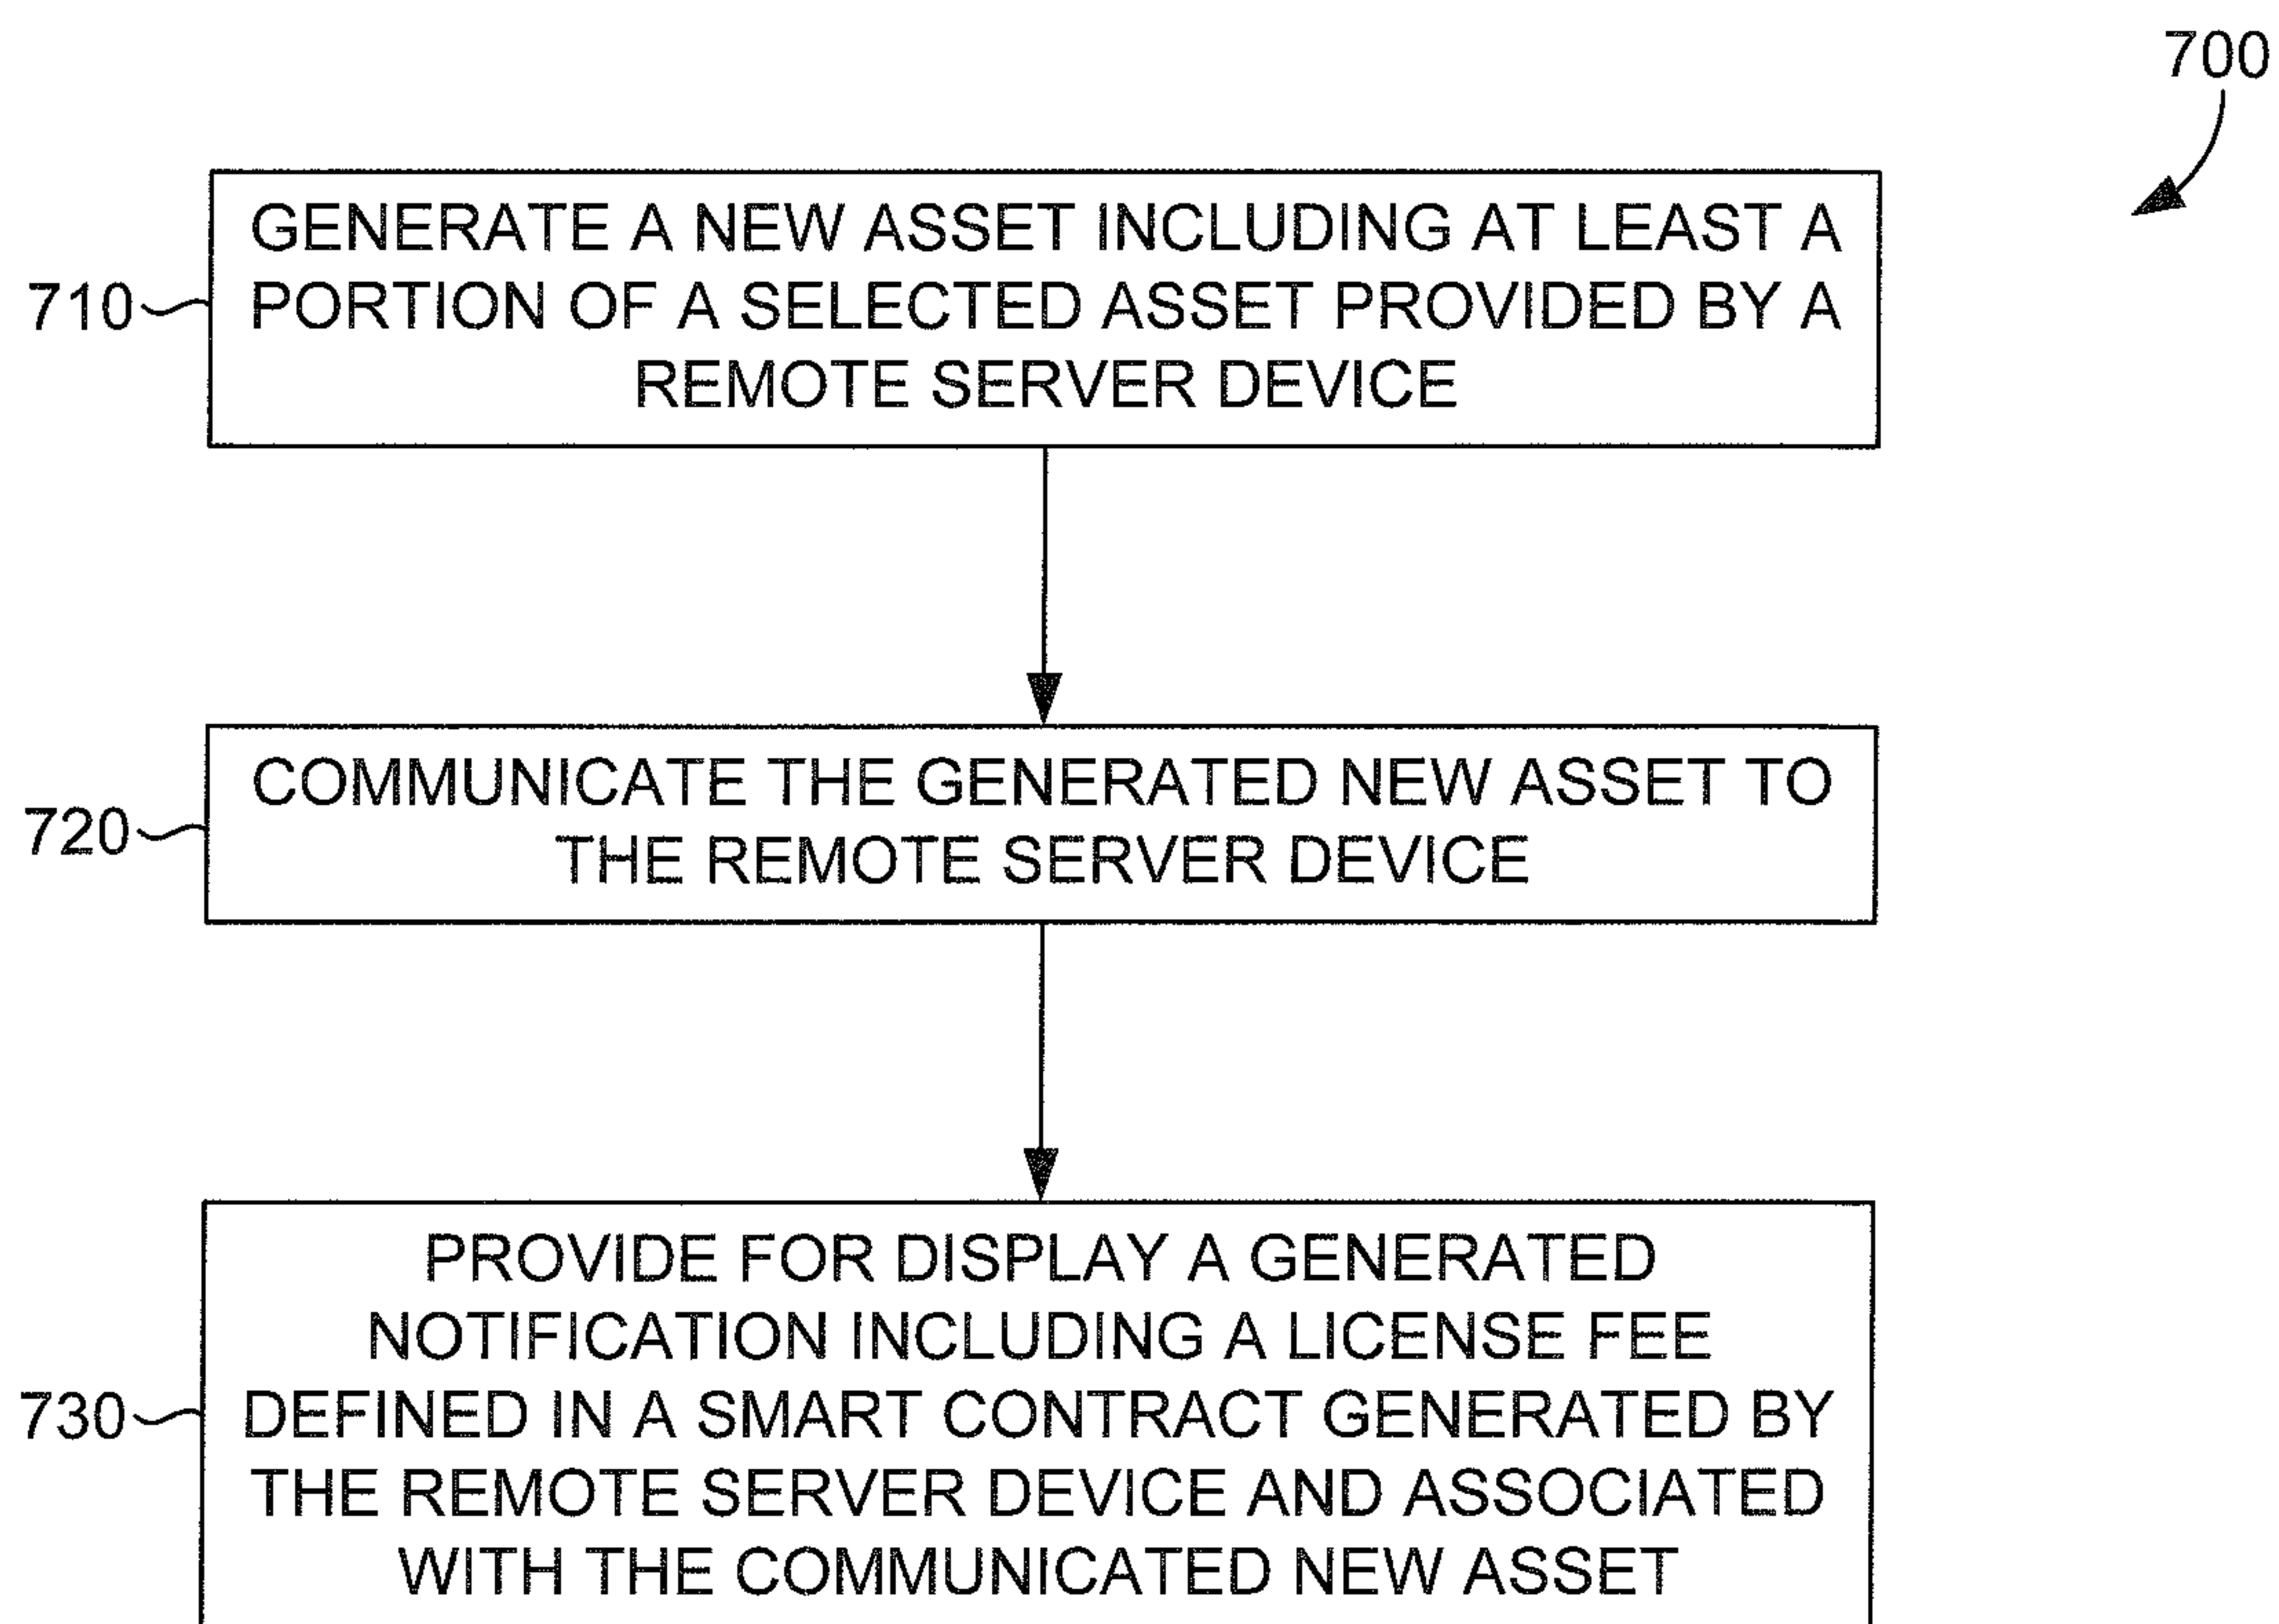 700
710
GENERATE A NEW ASSET INCLUDING AT LEAST A
PORTION OF A SELECTED ASSET PROVIDED BY A
REMOTE SERVER DEVICE
720
COMMUNICATE THE GENERATED NEW ASSET TO
THE REMOTE SERVER DEVICE
730
PROVIDE FOR DISPLAY A GENERATED
NOTIFICATION INCLUDING A LICENSE FEE
DEFINED IN A SMART CONTRACT GENERATED BY
THE REMOTE SERVER DEVICE AND ASSOCIATED
WITH THE COMMUNICATED NEW ASSET